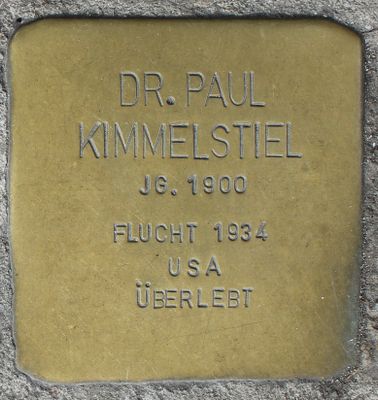 DR. PAUL
KIMMELSTIEL
JG. 1900
FLUCHT 1934
USA
ÜBERLEBT